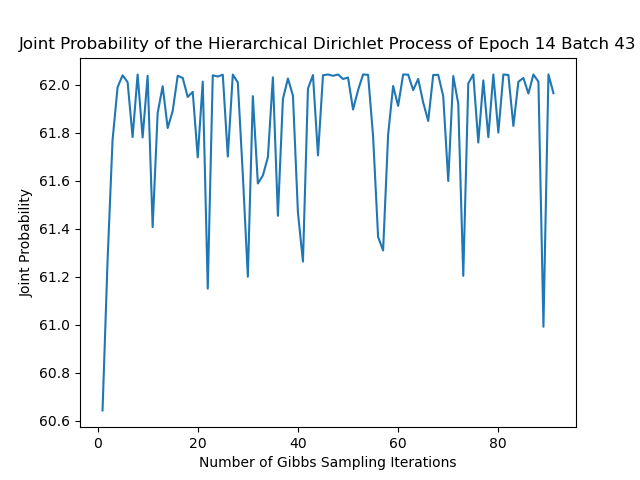 Joint Probability of the Hierarchical Dirichlet Process of Epoch 14 Batch 43
Joint Probability
62.0
61.8
61.6
61.4
61.2
61.0
60.8
60.6
0 20 40 60 80
Number of Gibbs Sampling Iterations